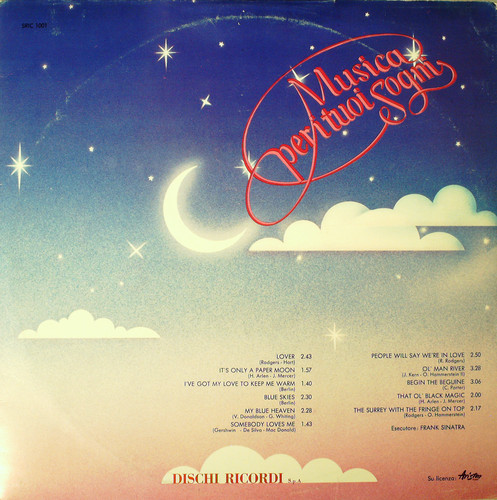 SRIC 1003
Musica
per i tuoi sogni
LOVER 2.43
(Rodgers - Hart)
IT'S ONLY A PAPER MOON 1.57
(H. Arlen - J. Mercer)
I'VE GOT MY LOVE TO KEEP ME WARM 1.40
(Berlin)
BLUE SKIES 2.30
(Berlin)
MY BLUE HEAVEN 2.28
(V. Donaldson - G. Whiting)
SOMEBODY LOVES ME 1.43
(Gershwin - De Silva - Mac Donald)
PEOPLE WILL SAY WE'RE IN LOVE 2.50
(R. Rodgers)
OL' MAN RIVER 3.28
(J. Kern - O. Hammerstein II)
BEGIN THE BEGUINE 3.06
(C. Porter)
THAT OL' BLACK MAGIC 2.00
(H. Arlen - J. Mercer)
THE SURREY WITH THE FRINGE ON TOP 2.17
(Rodgers - O. Hammerstein)
Esecutore: FRANK SINATRA
DISCHI RICORDI S.p.A.
Su licenza: Ariston